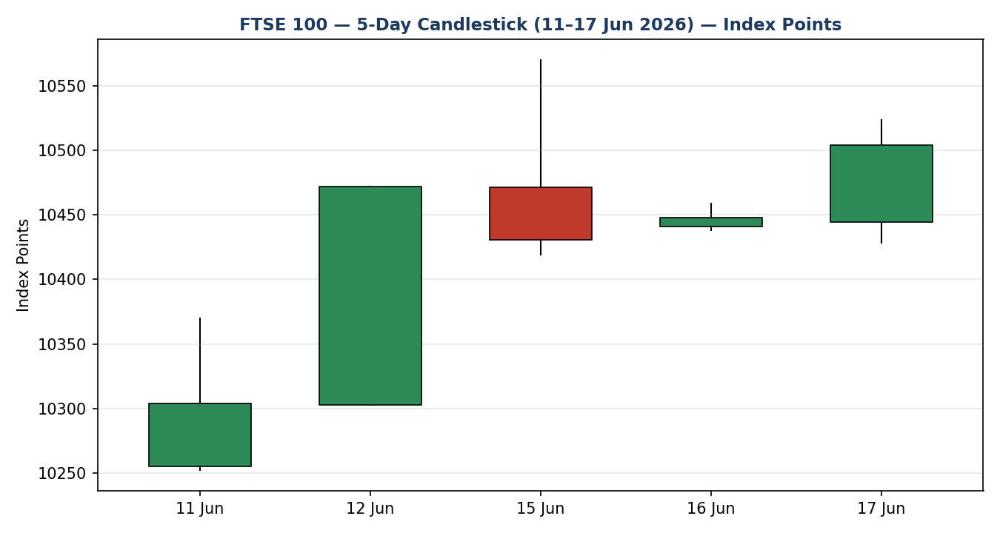 FTSE 100 — 5-Day Candlestick (11–17 Jun 2026) — Index Points
Index Points
10550
10500
10450
10400
10350
10300
10250
11 Jun
12 Jun
15 Jun
16 Jun
17 Jun